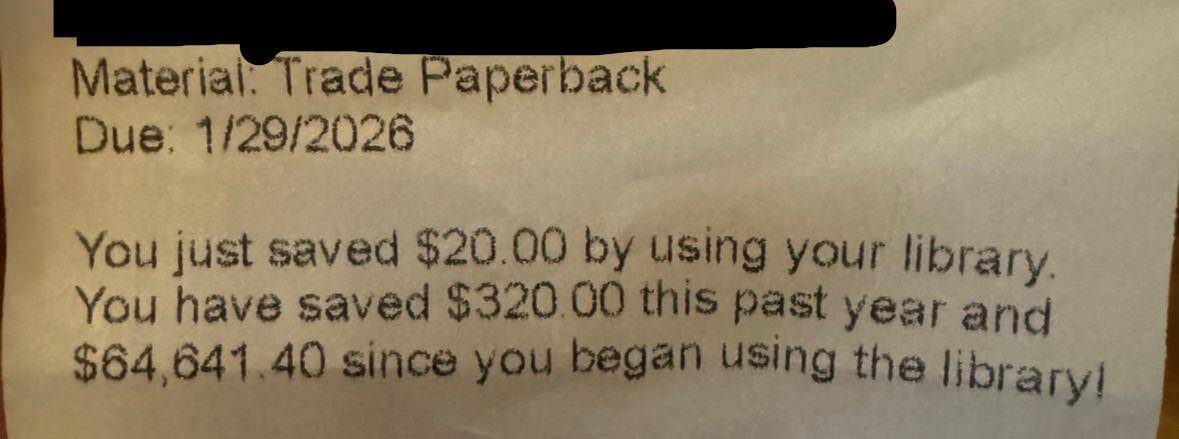 Material: Trade Paperback
Due: 1/29/2026
You just saved $20.00 by using your library.
You have saved $320.00 this past year and
$64,641.40 since you began using the library!